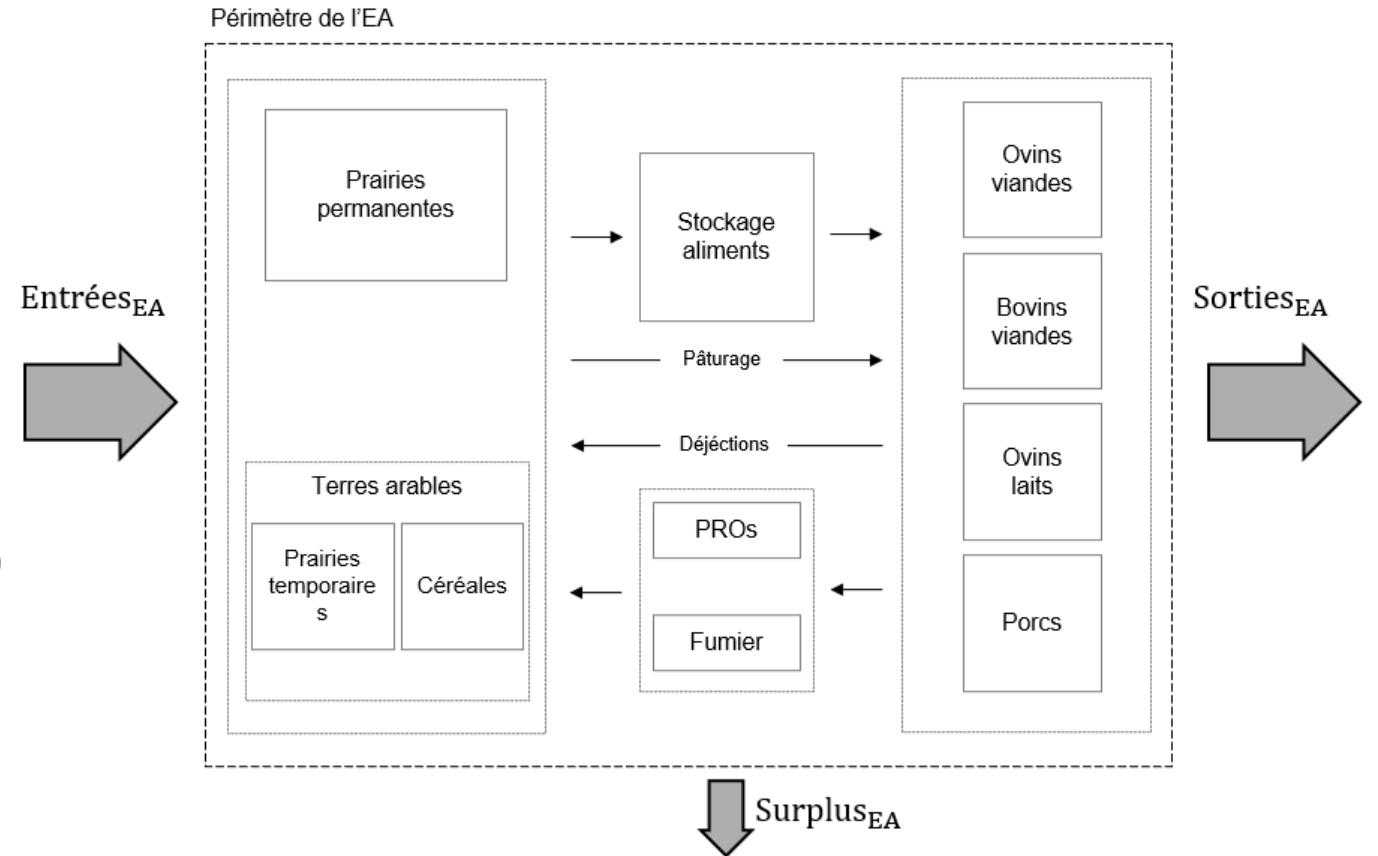 Périmètre de l'EA
Entrées_EA
Prairies
permanentes
Terres arables
Prairies
temporaire
s
Céréales
Stockage
aliments
Pâturage
Déjéctions
PROs
Fumier
Ovins
viandes
Bovins
viandes
Ovins
laits
Porcs
Sorties_EA
Surplus_EA